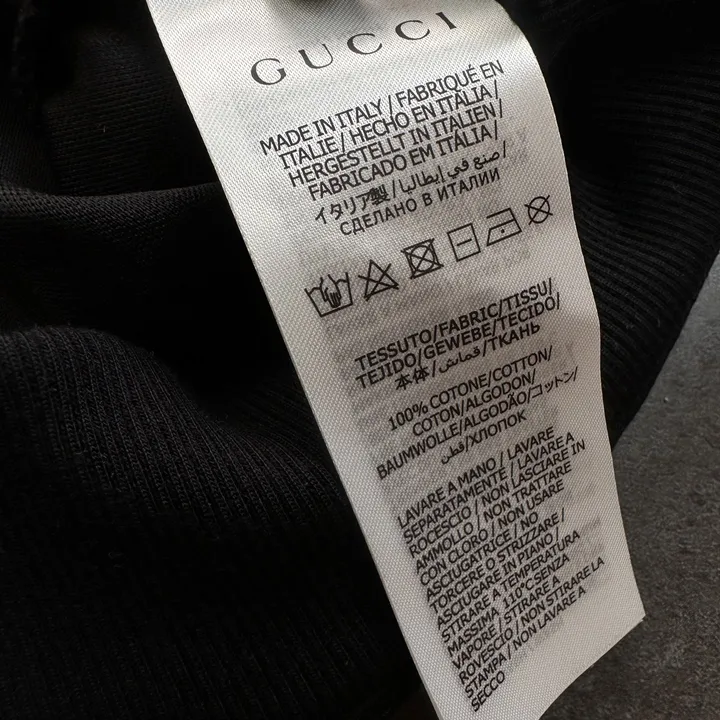 GUCCI
MADE IN ITALY / FABRIQUÉ EN
ITALIE / HECHO EN ITALIA /
HERGESTELLT IN ITALIEN /
FABRICADO EM ITÁLIA /
صنع في إيطاليا / イタリア製 /
СДЕЛАНО В ИТАЛИИ
TESSUTO/FABRIC/TISSU/
TEJIDO/GEWEBE/TECIDO/
本体/قماش/ТКАНЬ
100% COTONE/COTTON/
COTON/ALGODON/
BAUMWOLLE/ALGODÃO/コットン/
قطن/ХЛОПОК
LAVARE A MANO / LAVARE
SEPARATAMENTE / LAVARE A
ROCESCIO / NON LASCIARE IN
AMMOLLO / NON TRATTARE
CON CLORO / NON USARE
ASCIUGATRICE / NO
TORCERE O STRIZZARE /
ASCIUGARE IN PIANO /
STIRARE A TEMPERATURA
MASSIMA 110°C SENZA
VAPORE / STIRARE A
ROVESCIO / NON STIRARE LA
STAMPA / NON LAVARE A
SECCO